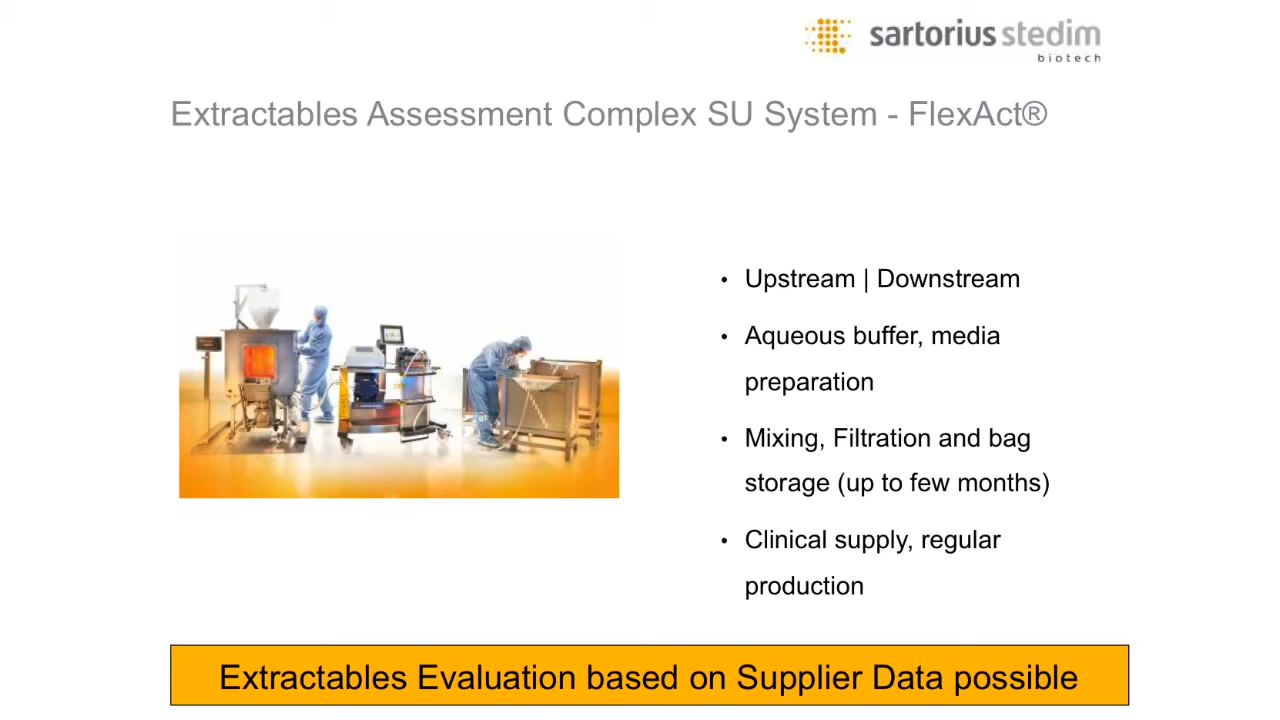 sartorius stedim
biotech
Extractables Assessment Complex SU System - FlexAct®
• Upstream | Downstream
• Aqueous buffer, media
preparation
• Mixing, Filtration and bag
storage (up to few months)
• Clinical supply, regular
production
Extractables Evaluation based on Supplier Data possible